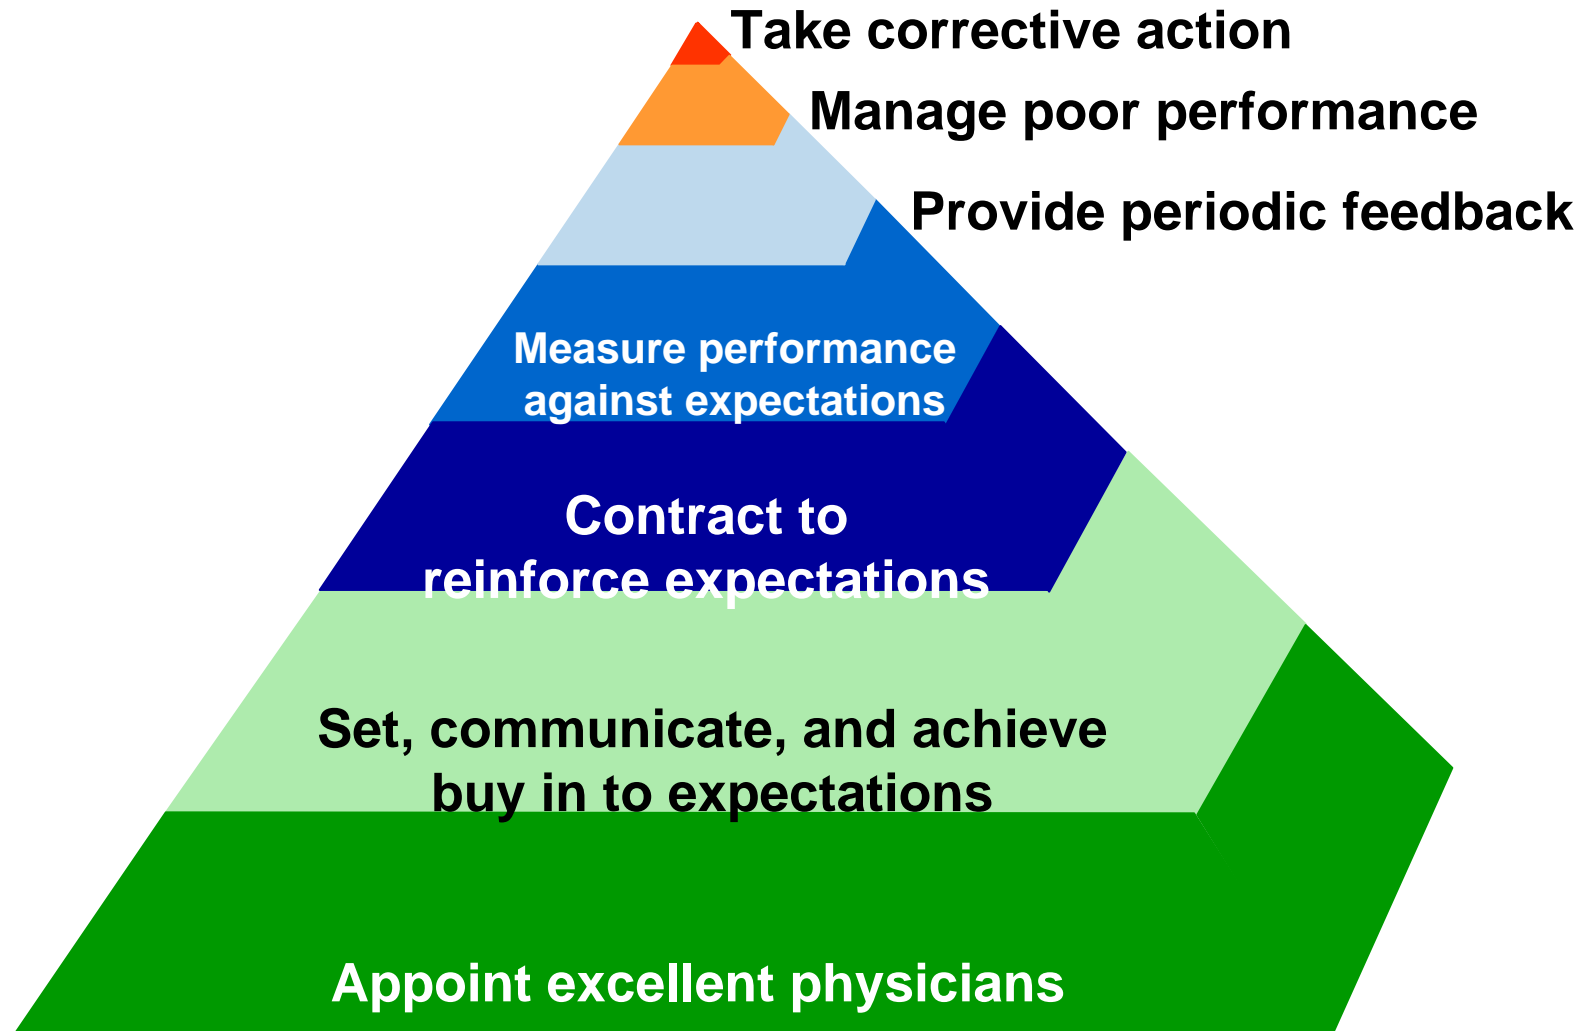 Take corrective action
Manage poor performance
Provide periodic feedback
Measure performance
against expectations
Contract to
reinforce expectations
Set, communicate, and achieve
buy in to expectations
Appoint excellent physicians